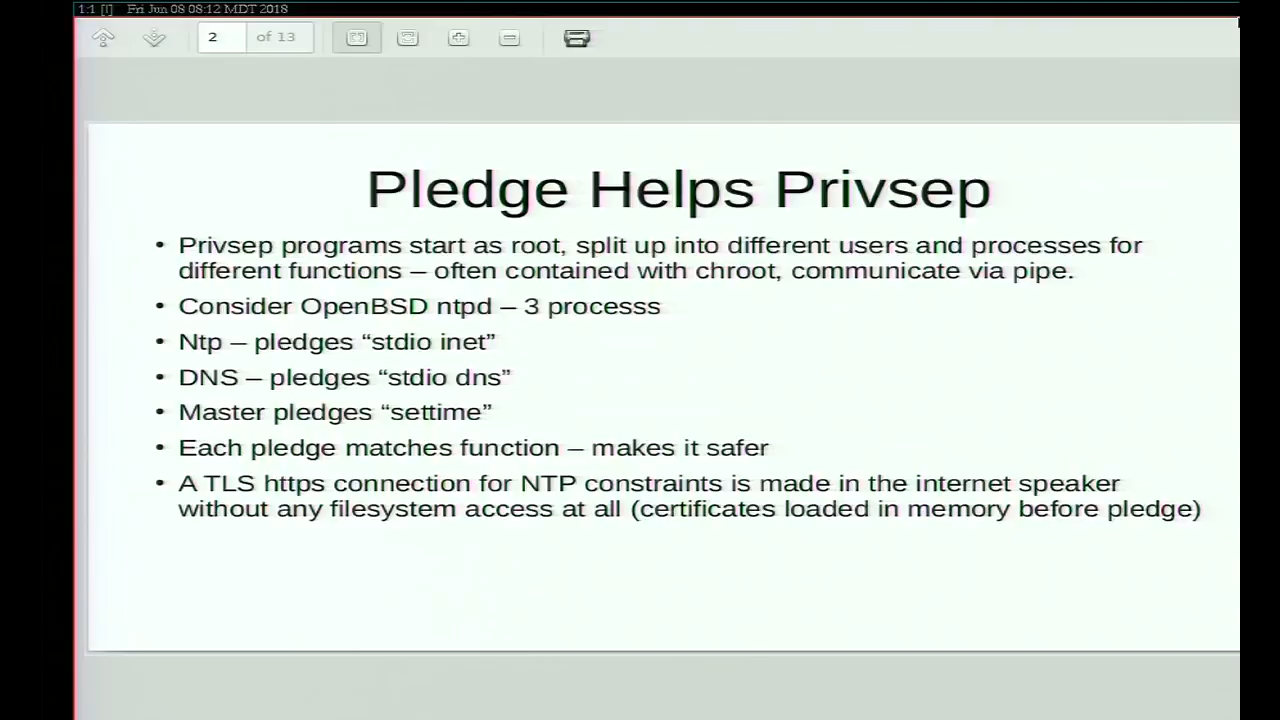 1:1 [I] Fri Jun 08 08:12 MDT 2018
2 of 13
Pledge Helps Privsep
• Privsep programs start as root, split up into different users and processes for
different functions – often contained with chroot, communicate via pipe.
• Consider OpenBSD ntpd – 3 processs
• Ntp – pledges “stdio inet”
• DNS – pledges “stdio dns”
• Master pledges “settime”
• Each pledge matches function – makes it safer
• A TLS https connection for NTP constraints is made in the internet speaker
without any filesystem access at all (certificates loaded in memory before pledge)